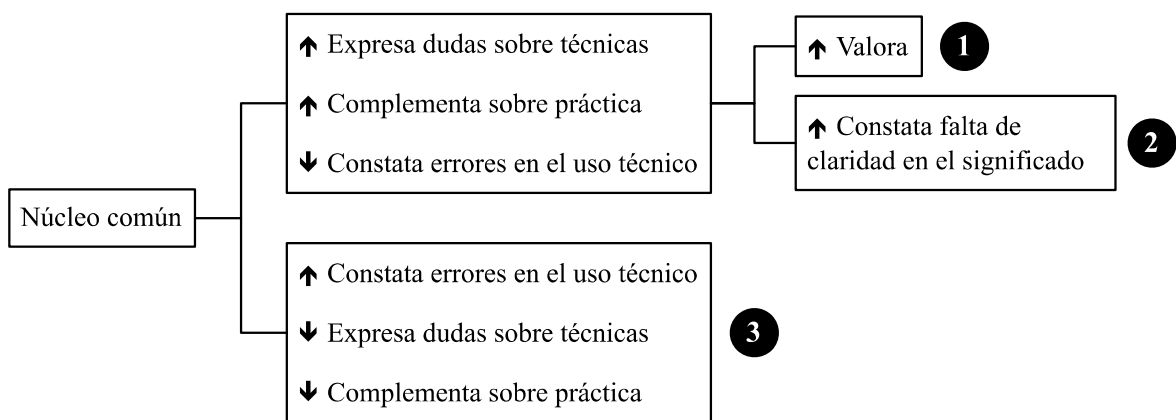 Núcleo común
↑ Expresa dudas sobre técnicas
↑ Complementa sobre práctica
↓ Constata errores en el uso técnico
↑ Valora
1
↑ Constata falta de
claridad en el significado
2
↑ Constata errores en el uso técnico
↓ Expresa dudas sobre técnicas
↓ Complementa sobre práctica
3